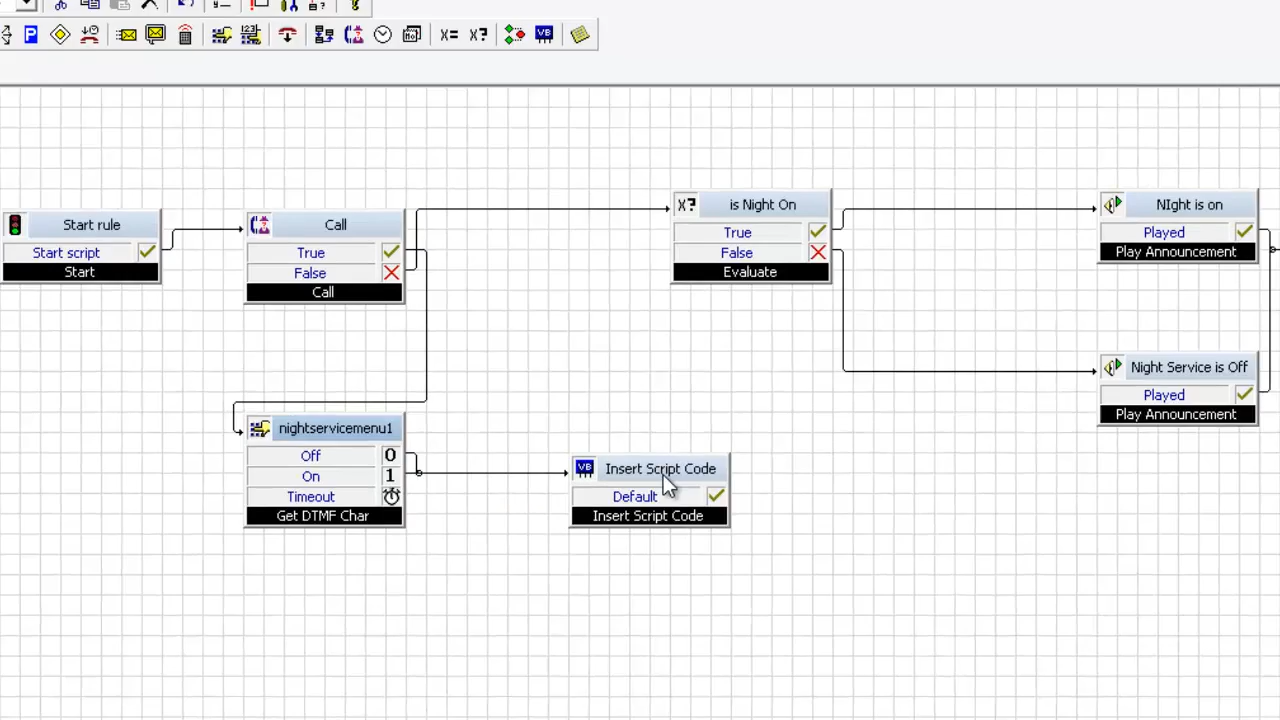 P
VB
X=
X?
Start rule
Start script
Start
Call
True
False
Call
X?
is Night On
True
False
Evaluate
NIght is on
Played
Play Announcement
Night Service is Off
Played
Play Announcement
nightservicemenu1
Off 0
On 1
Timeout
Get DTMF Char
VB
Insert Script Code
Default
Insert Script Code